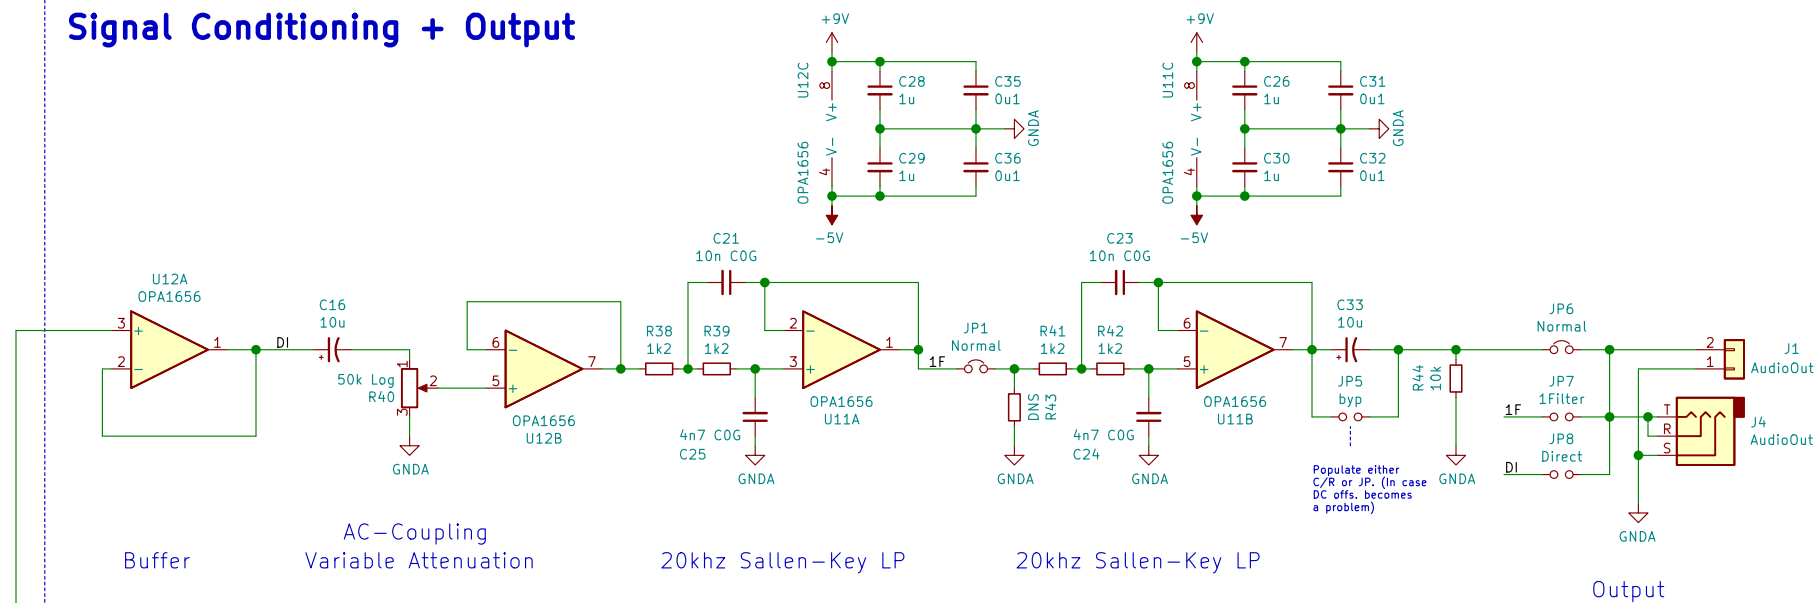 Signal Conditioning + Output
+9V
U12C
8
V+
C28
1u
C35
0u1
GNDA
OPA1656
4
V-
C29
1u
C36
0u1
-5V
+9V
U11C
8
V+
C26
1u
C31
0u1
GNDA
OPA1656
4
V-
C30
1u
C32
0u1
-5V
U12A
OPA1656
3
+
2
-
1
DI
C16
10u
+
50k Log
R40
1
2
3
GNDA
6
-
5
+
7
OPA1656
U12B
R38
1k2
R39
1k2
C21
10n C0G
4n7 C0G
C25
GNDA
2
-
3
+
1
OPA1656
U11A
1F
JP1
Normal
DNS
R43
GNDA
R41
1k2
R42
1k2
C23
10n C0G
4n7 C0G
C24
GNDA
6
-
5
+
7
OPA1656
U11B
C33
10u
+
JP5
byp
Populate either
C/R or JP. (In case
DC offs. becomes
a problem)
R44
10k
GNDA
JP6
Normal
JP7
1Filter
1F
JP8
Direct
DI
2
1
J1
AudioOut
T
R
S
J4
AudioOut
GNDA
Buffer
AC-Coupling
Variable Attenuation
20khz Sallen-Key LP
20khz Sallen-Key LP
Output